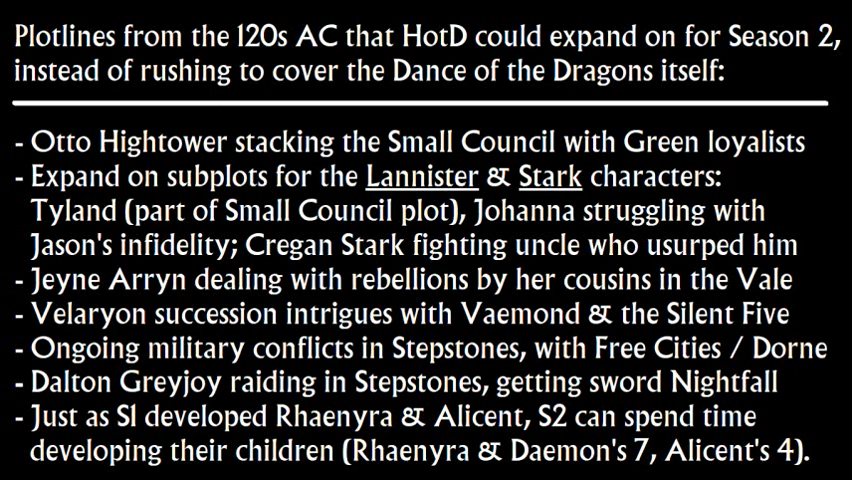 Plotlines from the 120s AC that HotD could expand on for Season 2,
instead of rushing to cover the Dance of the Dragons itself:
- Otto Hightower stacking the Small Council with Green loyalists
- Expand on subplots for the Lannister & Stark characters:
Tyland (part of Small Council plot), Johanna struggling with
Jason's infidelity; Cregan Stark fighting uncle who usurped him
- Jeyne Arryn dealing with rebellions by her cousins in the Vale
- Velaryon succession intrigues with Vaemond & the Silent Five
- Ongoing military conflicts in Stepstones, with Free Cities / Dorne
- Dalton Greyjoy raiding in Stepstones, getting sword Nightfall
- Just as S1 developed Rhaenyra & Alicent, S2 can spend time
developing their children (Rhaenyra & Daemon's 7, Alicent's 4).